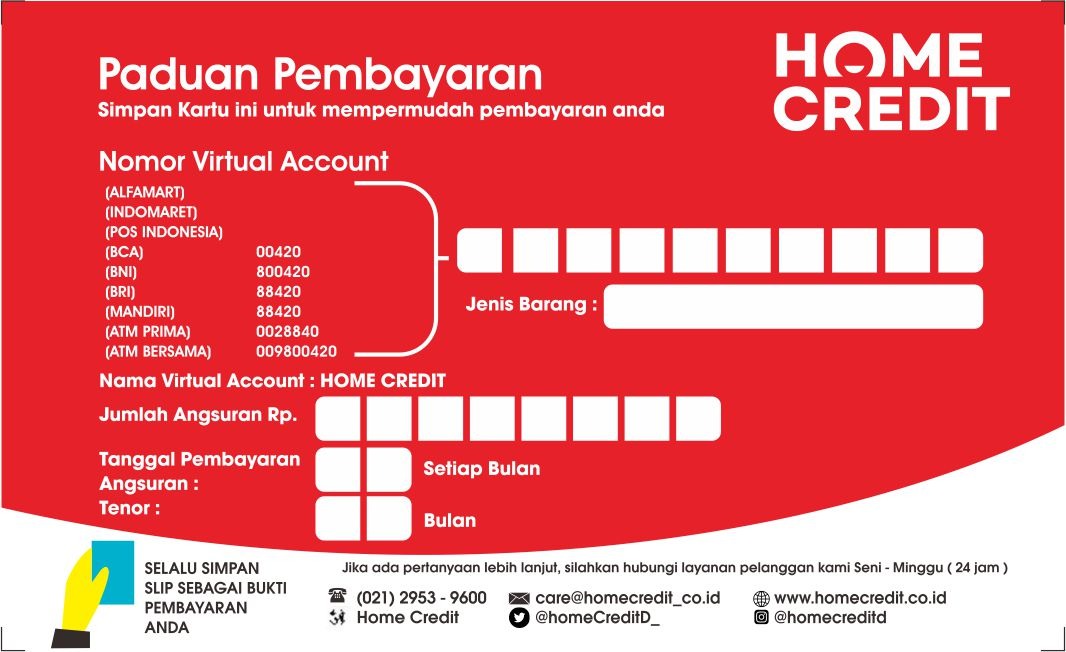 HOME
CREDIT
Paduan Pembayaran
Simpan Kartu ini untuk mempermudah pembayaran anda
Nomor Virtual Account
(ALFAMART)
(INDOMARET)
(POS INDONESIA)
(BCA) 00420
(BNI) 800420
(BRI) 88420
(MANDIRI) 88420
(ATM PRIMA) 0028840
(ATM BERSAMA) 009800420
Jenis Barang :
Nama Virtual Account : HOME CREDIT
Jumlah Angsuran Rp.
Tanggal Pembayaran
Angsuran :
Setiap Bulan
Tenor :
Bulan
SELALU SIMPAN
SLIP SEBAGAI BUKTI
PEMBAYARAN
ANDA
Jika ada pertanyaan lebih lanjut, silahkan hubungi layanan pelanggan kami Seni - Minggu ( 24 jam )
(021) 2953 - 9600 care@homecredit_co.id www.homecredit.co.id
Home Credit @homeCreditD_ @homecreditd